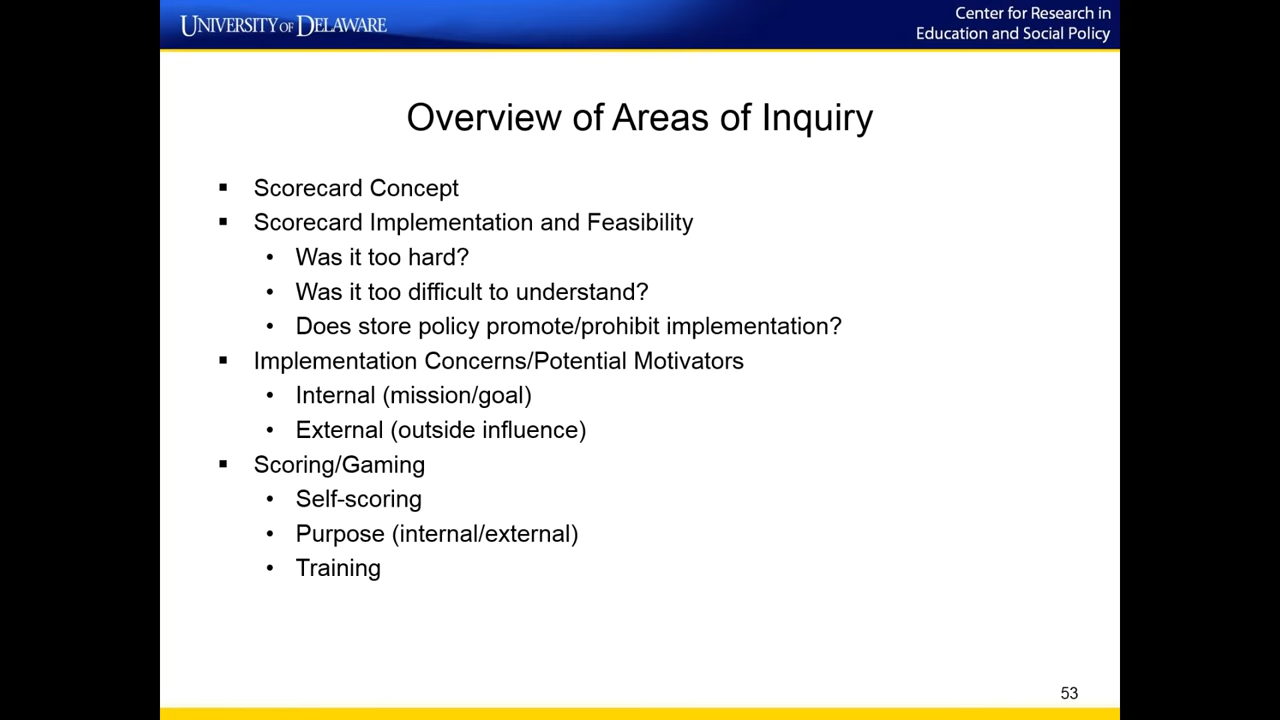 UNIVERSITY OF DELAWARE
Center for Research in
Education and Social Policy
Overview of Areas of Inquiry
▪ Scorecard Concept
▪ Scorecard Implementation and Feasibility
• Was it too hard?
• Was it too difficult to understand?
• Does store policy promote/prohibit implementation?
▪ Implementation Concerns/Potential Motivators
• Internal (mission/goal)
• External (outside influence)
▪ Scoring/Gaming
• Self-scoring
• Purpose (internal/external)
• Training
53